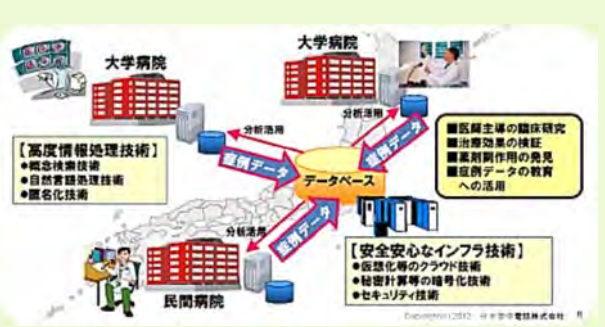 大学病院
大学病院
分析活用
分析活用
■医師主導の臨床研究
■治療効果の検証
■薬剤副作用の発見
■症例データの教育
への活用
【高度情報処理技術】
●概念検索技術
●自然言語処理技術
●匿名化技術
症例データ
症例データ
データベース
分析活用
症例データ
民間病院
【安全安心なインフラ技術】
●仮想化等のクラウド技術
●秘密計算等の暗号化技術
●セキュリティ技術